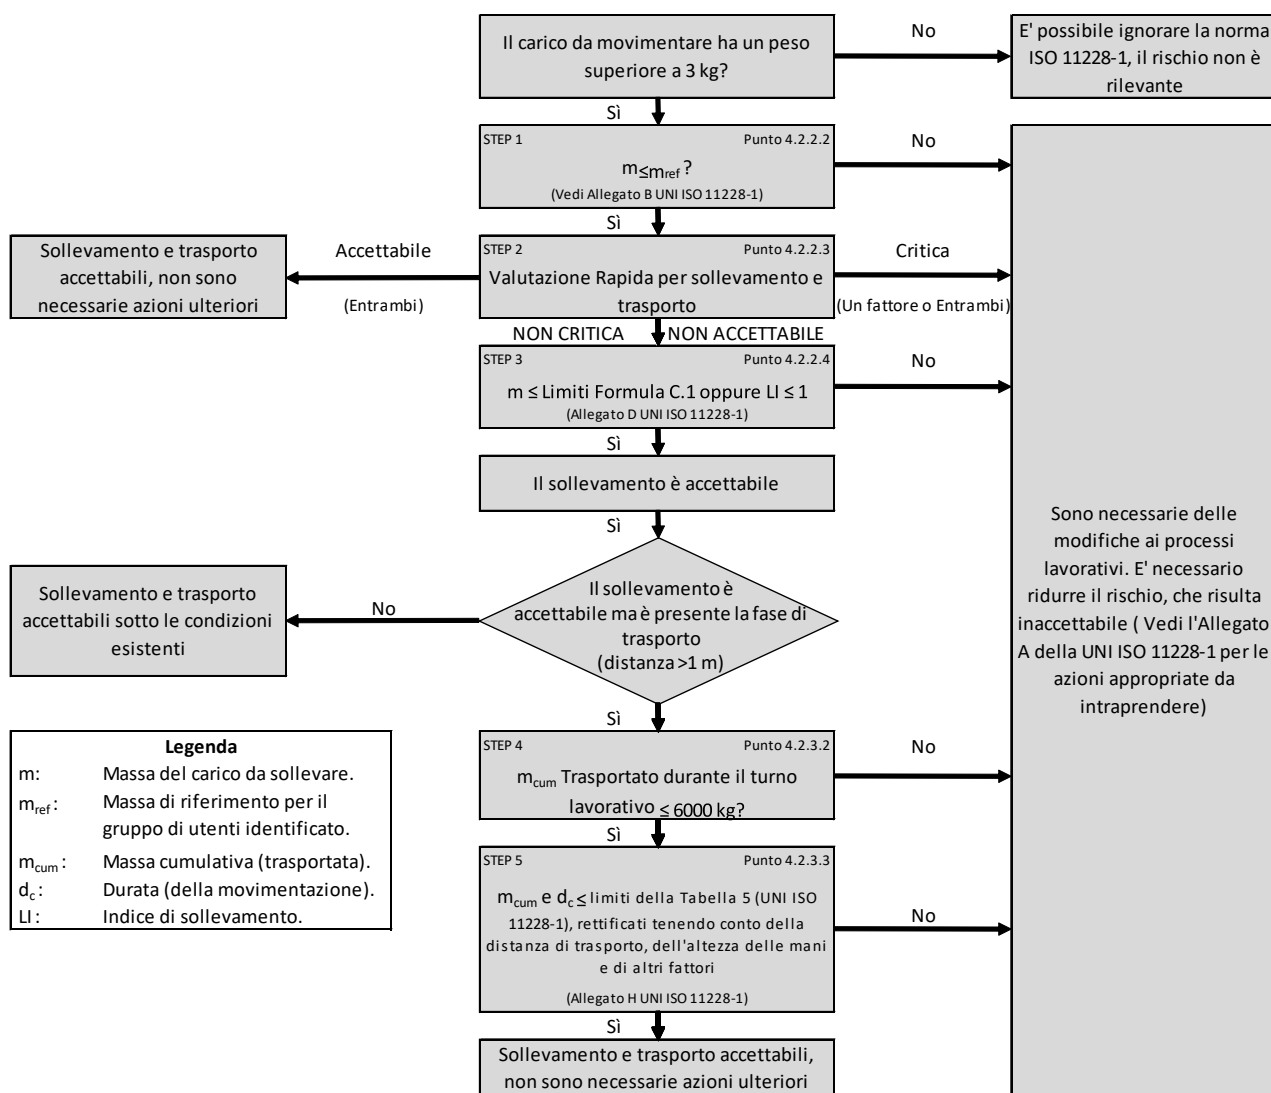 Il carico da movimentare ha un peso
superiore a 3 kg?
No
E' possibile ignorare la norma
ISO 11228-1, il rischio non è
rilevante
Sì
STEP 1 Punto 4.2.2.2
m≤mref ?
(Vedi Allegato B UNI ISO 11228-1)
No
Sì
Sollevamento e trasporto
accettabili, non sono
necessarie azioni ulteriori
Accettabile
(Entrambi)
STEP 2 Punto 4.2.2.3
Valutazione Rapida per sollevamento e
trasporto
Critica
(Un fattore o Entrambi)
NON CRITICA NON ACCETTABILE
STEP 3 Punto 4.2.2.4
m ≤ Limiti Formula C.1 oppure LI ≤ 1
(Allegato D UNI ISO 11228-1)
No
Sì
Il sollevamento è accettabile
Sì
Sono necessarie delle
modifiche ai processi
lavorativi. E' necessario
ridurre il rischio, che risulta
inaccettabile ( Vedi l'Allegato
A della UNI ISO 11228-1 per le
azioni appropriate da
intraprendere)
Il sollevamento è
accettabile ma è presente la fase di
trasporto
(distanza >1 m)
No
Sollevamento e trasporto
accettabili sotto le condizioni
esistenti
Sì
STEP 4 Punto 4.2.3.2
mcum Trasportato durante il turno
lavorativo ≤ 6000 kg?
No
Sì
Legenda
m: Massa del carico da sollevare.
mref: Massa di riferimento per il
gruppo di utenti identificato.
mcum: Massa cumulativa (trasportata).
dc: Durata (della movimentazione).
LI: Indice di sollevamento.
STEP 5 Punto 4.2.3.3
mcum e dc ≤ limiti della Tabella 5 (UNI ISO
11228-1), rettificati tenendo conto della
distanza di trasporto, dell'altezza delle mani
e di altri fattori
(Allegato H UNI ISO 11228-1)
No
Sì
Sollevamento e trasporto accettabili,
non sono necessarie azioni ulteriori